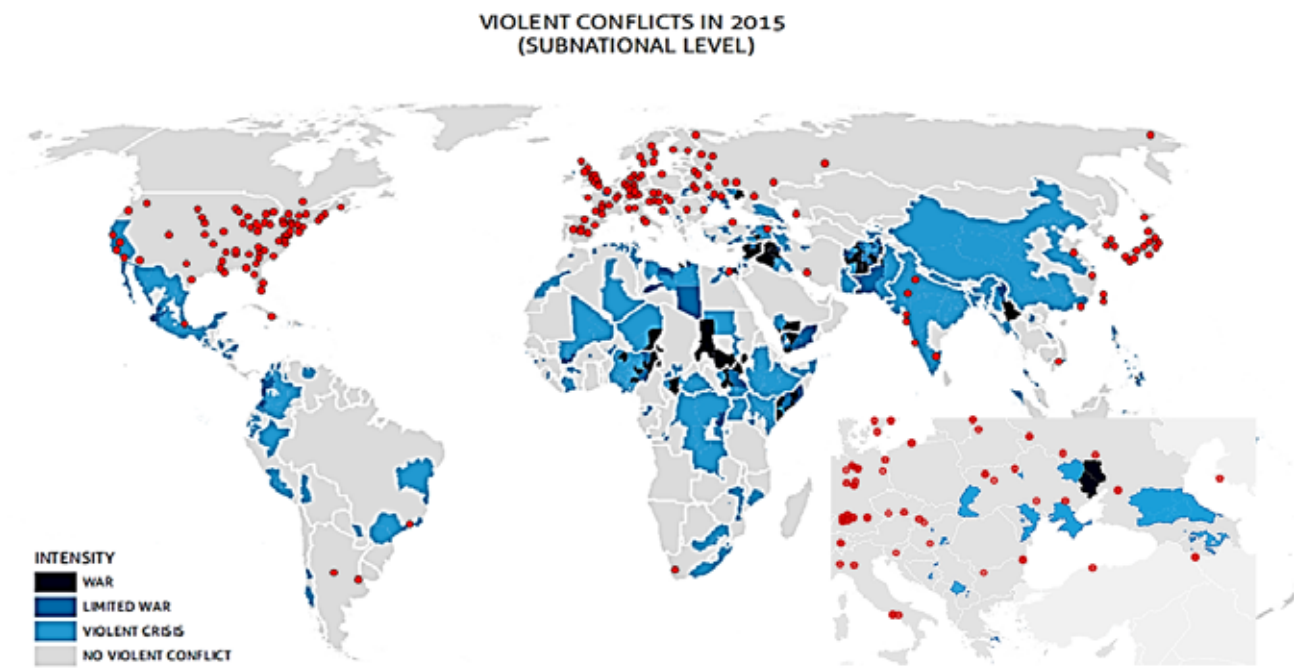 VIOLENT CONFLICTS IN 2015
(SUBNATIONAL LEVEL)
INTENSITY
WAR
LIMITED WAR
VIOLENT CRISIS
NO VIOLENT CONFLICT